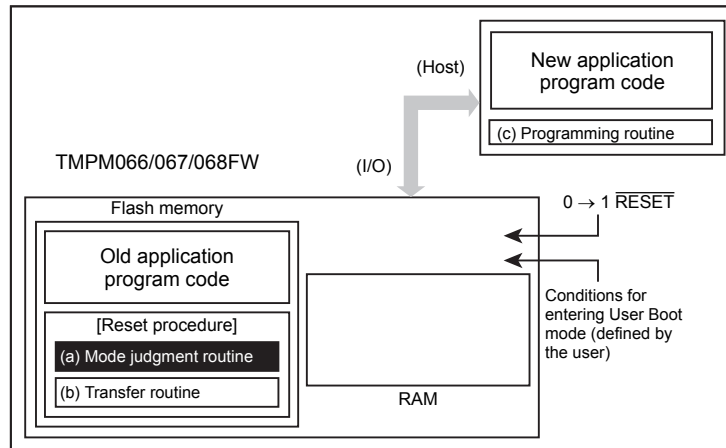 New application
program code
(c) Programming routine
(Host)
(I/O)
TMPM066/067/068FW
Flash memory
Old application
program code
[Reset procedure]
(a) Mode judgment routine
(b) Transfer routine
RAM
0 → 1 RESET
Conditions for
entering User Boot
mode (defined by
the user)